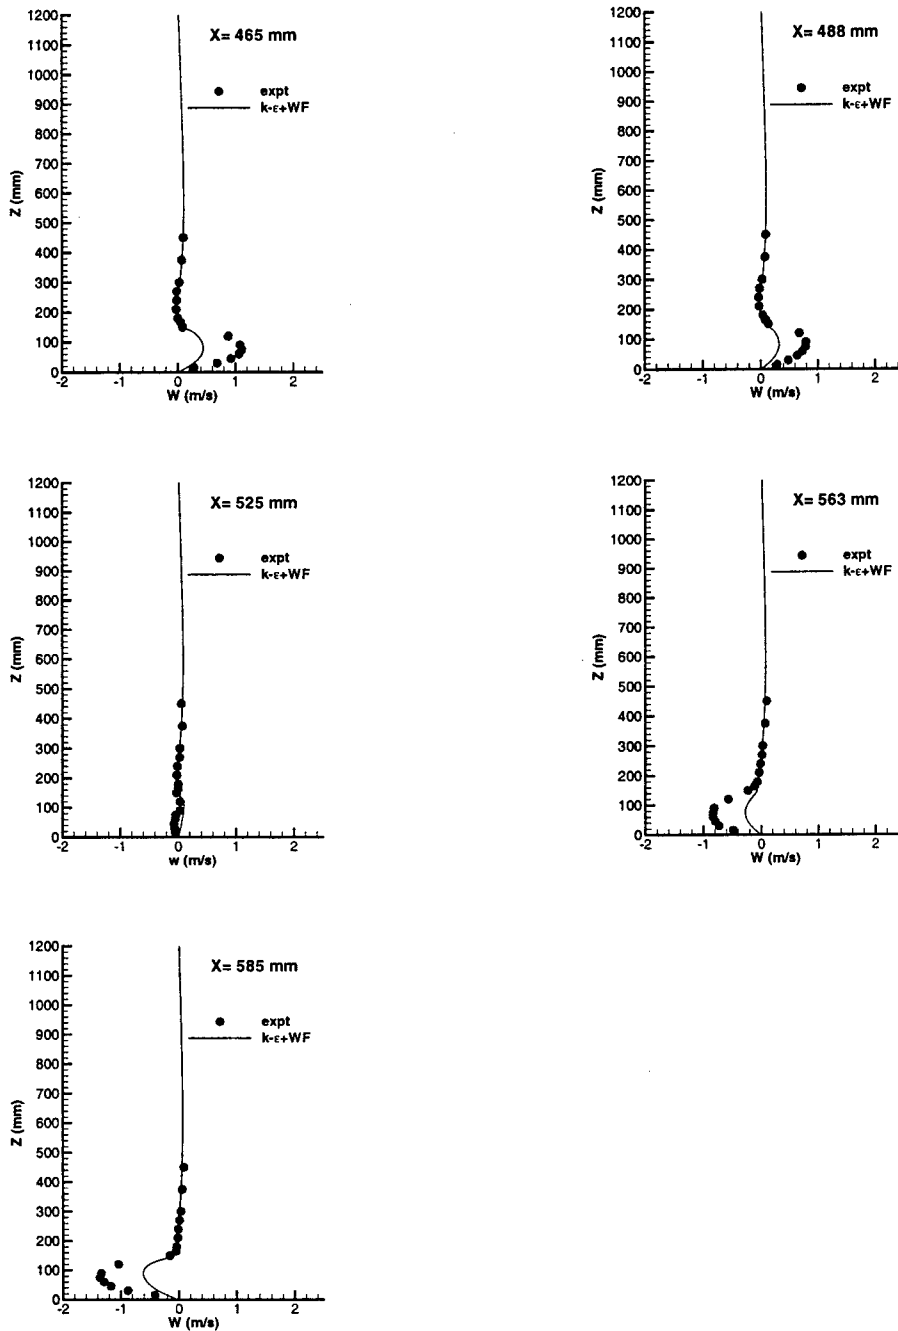 X= 465 mm
expt
k-ε+WF
Z (mm)
1200
1100
1000
900
800
700
600
500
400
300
200
100
0
-2 -1 0 1 2
W (m/s)
X= 488 mm
expt
k-ε+WF
Z (mm)
1200
1100
1000
900
800
700
600
500
400
300
200
100
0
-2 -1 0 1 2
W (m/s)
X= 525 mm
expt
k-ε+WF
Z (mm)
1200
1100
1000
900
800
700
600
500
400
300
200
100
0
-2 -1 0 1 2
w (m/s)
X= 563 mm
expt
k-ε+WF
Z (mm)
1200
1100
1000
900
800
700
600
500
400
300
200
100
0
-2 -1 0 1 2
W (m/s)
X= 585 mm
expt
k-ε+WF
Z (mm)
1200
1100
1000
900
800
700
600
500
400
300
200
100
0
-2 -1 0 1 2
W (m/s)